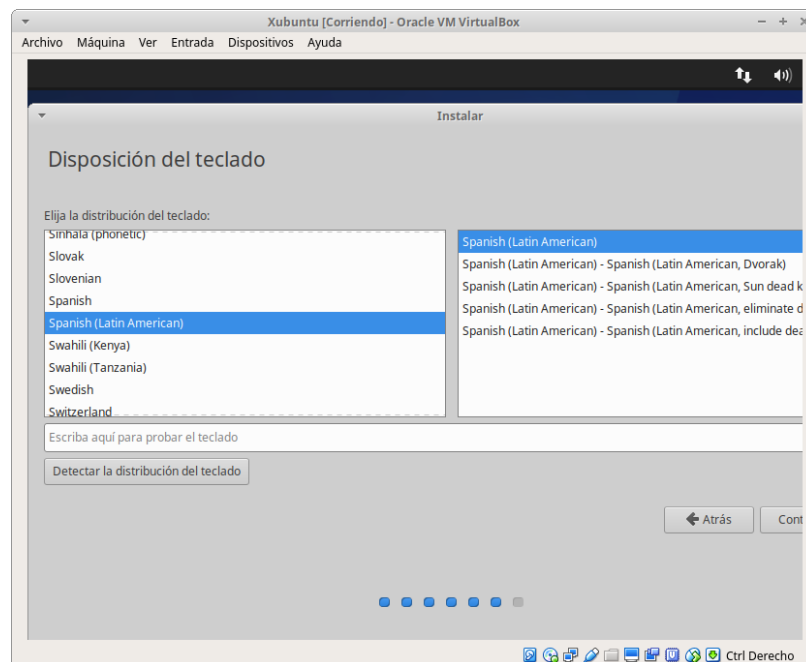 Xubuntu [Corriendo] - Oracle VM VirtualBox
Archivo Máquina Ver Entrada Dispositivos Ayuda
Instalar
Disposición del teclado
Elija la distribución del teclado:
Sinhala (phonetic)
Slovak
Slovenian
Spanish
Spanish (Latin American)
Swahili (Kenya)
Swahili (Tanzania)
Swedish
Switzerland
Spanish (Latin American)
Spanish (Latin American) - Spanish (Latin American, Dvorak)
Spanish (Latin American) - Spanish (Latin American, Sun dead k
Spanish (Latin American) - Spanish (Latin American, eliminate d
Spanish (Latin American) - Spanish (Latin American, include dea
Escriba aquí para probar el teclado
Detectar la distribución del teclado
Atrás
Cont
Ctrl Derecho